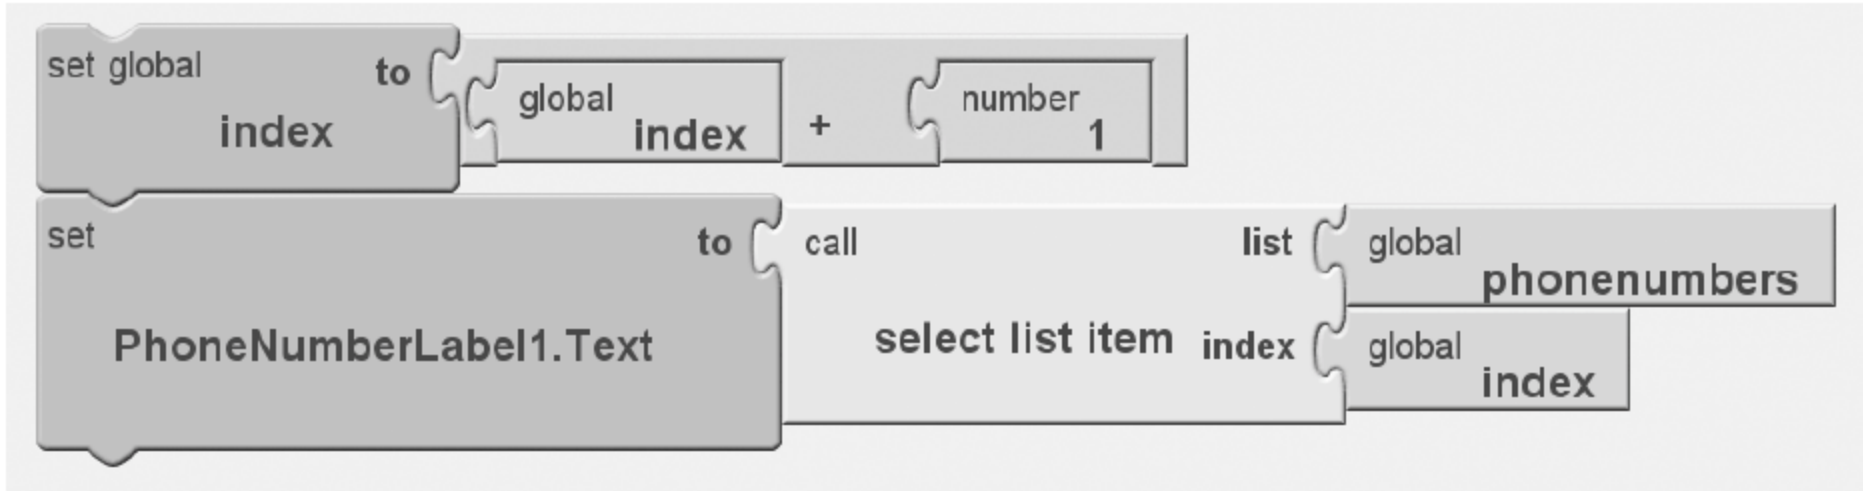 set global to
index
global
index
+
number
1
set to
PhoneNumberLabel1.Text
call list
select list item index
global
phonenumbers
global
index